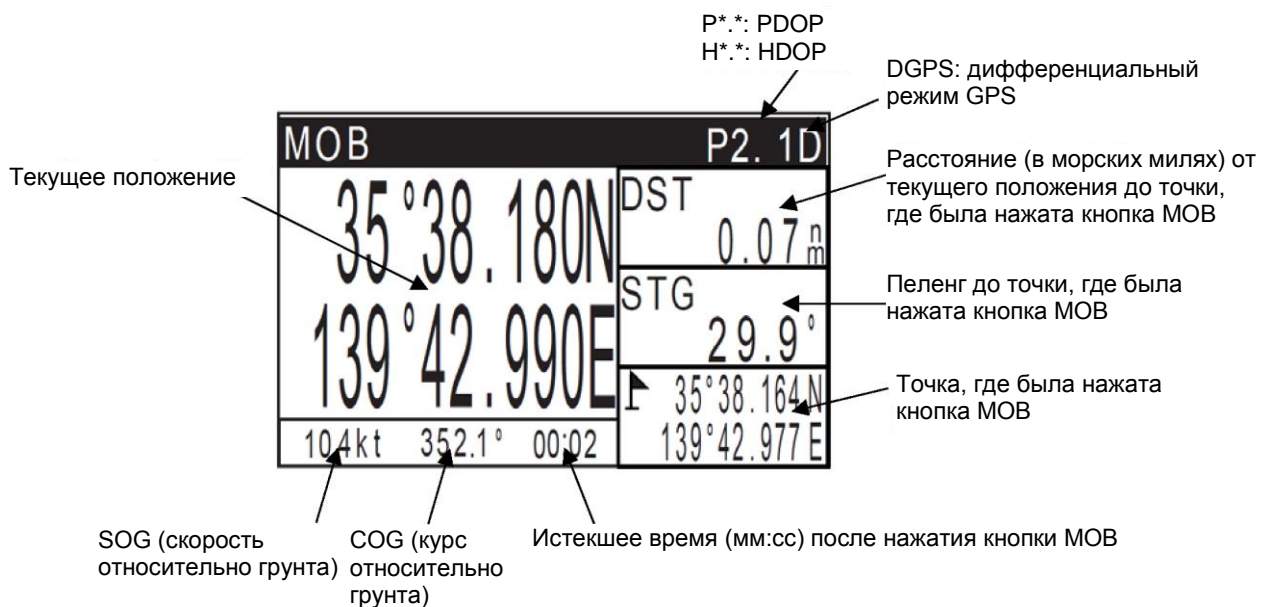 P*.*: PDOP
H*.*: HDOP
DGPS: дифференциальный
режим GPS
MOB
P2. 1D
Текущее положение
35°38.180N
139°42.990E
DST
0.07 nm
Расстояние (в морских милях) от
текущего положения до точки,
где была нажата кнопка MOB
STG
29.9°
Пеленг до точки, где была
нажата кнопка MOB
35°38.164 N
139°42.977 E
Точка, где была нажата
кнопка MOB
10.4kt 352.1° 00:02
SOG (скорость
относительно грунта)
COG (курс
относительно
грунта)
Истекшее время (мм:сс) после нажатия кнопки MOB